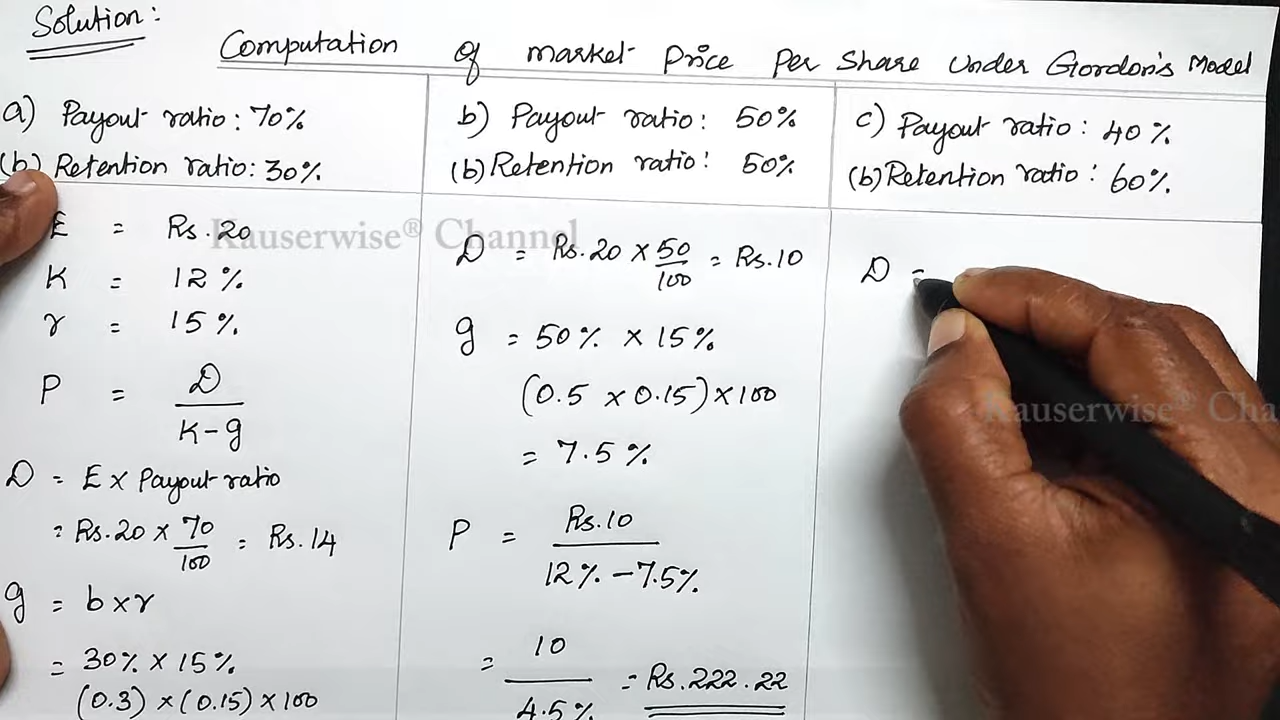 Solution:
Computation of market Price Per Share Under Gordon's Model
a) Payout ratio: 70%
(b) Retention ratio: 30%
E = Rs. 20
K = 12%
r = 15%
P = D
K-g
D = E x Payout ratio
= Rs. 20 x 70 = Rs. 14
100
g = b x r
= 30% x 15%
(0.3) x (0.15) x 100
b) Payout ratio: 50%
(b) Retention ratio: 50%
D = Rs. 20 x 50 = Rs. 10
100
g = 50% x 15%
(0.5 x 0.15) x 100
= 7.5%
P = Rs. 10
12% - 7.5%
= 10 = Rs. 222.22
4.5%
c) Payout ratio: 40%
(b) Retention ratio: 60%
D =
Kauserwise® Channel
Kauserwise® Cha